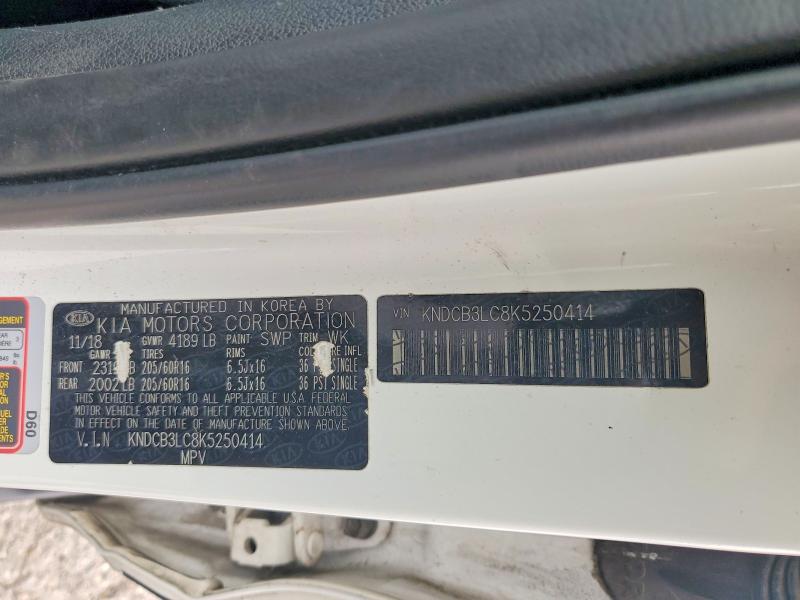 MANUFACTURED IN KOREA BY
KIA KIA MOTORS CORPORATION
11/18 GVWR 4189 LB PAINT SWP TRIM WK
GAWR TIRES RIMS INFL
FRONT 205/60R16 6.5Jx16 36 SINGLE
REAR 2002 LB 205/60R16 6.5Jx16 36 PSI SINGLE
THIS VEHICLE CONFORMS TO ALL APPLICABLE U.S.A FEDERAL
MOTOR VEHICLE SAFETY AND THEFT PREVENTION STANDARDS
IN EFFECT ON THE DATE OF MANUFACTURE SHOWN ABOVE.
V.I.N KNDCB3LC8K5250414
MPV
VIN KNDCB3LC8K5250414
D60